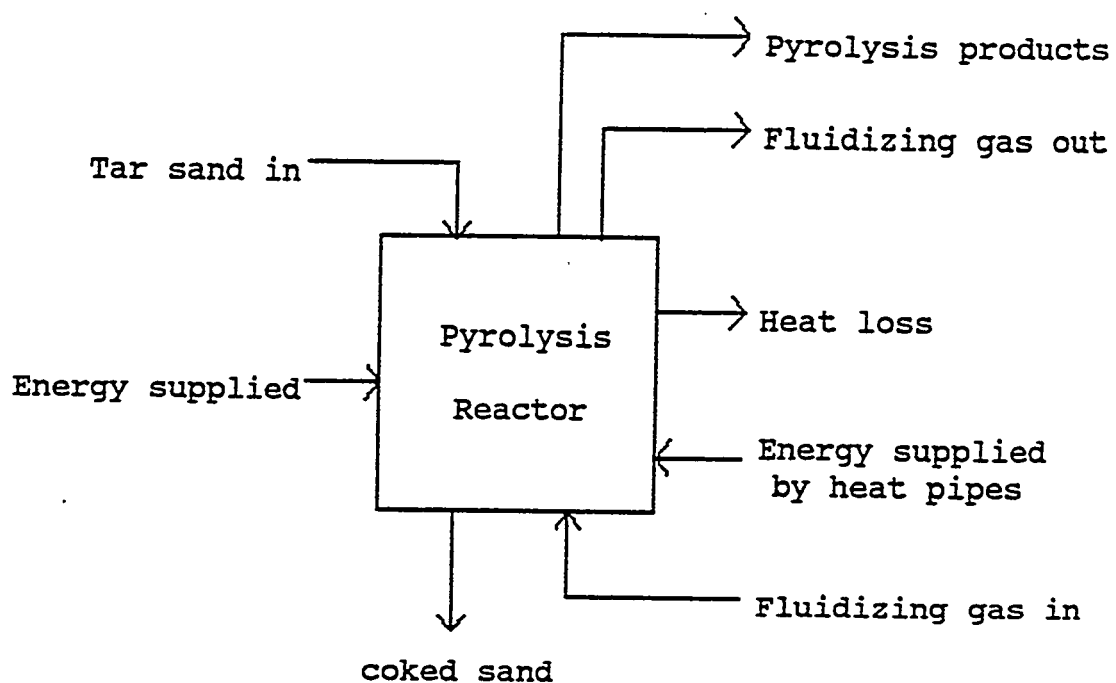 Pyrolysis products
Fluidizing gas out
Tar sand in
Heat loss
Pyrolysis
Reactor
Energy supplied
Energy supplied
by heat pipes
Fluidizing gas in
coked sand